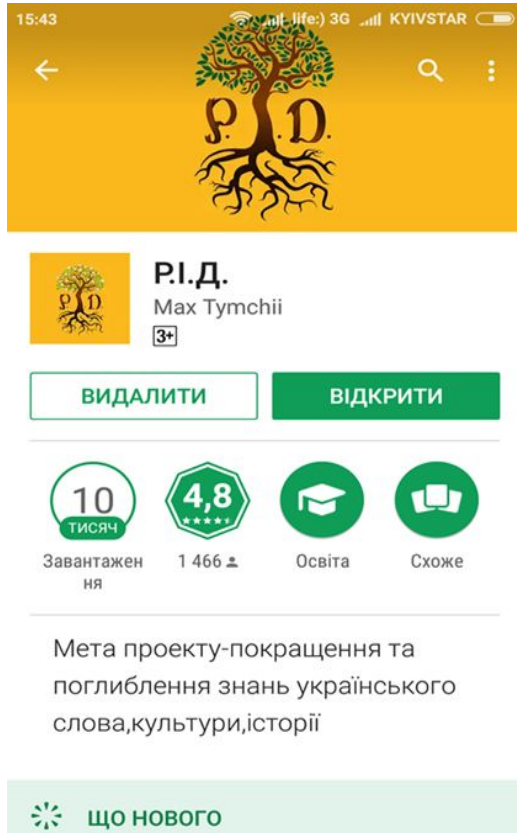 15:43 life:) 3G KYIVSTAR
Р. І. Д.
Р. І. Д.
Р.І.Д.
Max Tymchii
3+
ВИДАЛИТИ ВІДКРИТИ
10 4,8
ТИСЯЧ
Завантажен 1 466 Освіта Схоже
ня
Мета проекту-покращення та
поглиблення знань українського
слова,культури,історії
ЩО НОВОГО